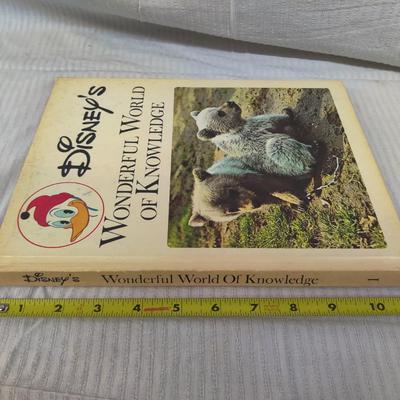 Disney's
Wonderful World
of Knowledge
Disney's Wonderful World Of Knowledge 1
1 2 3 4 5 6 7 8 9 10